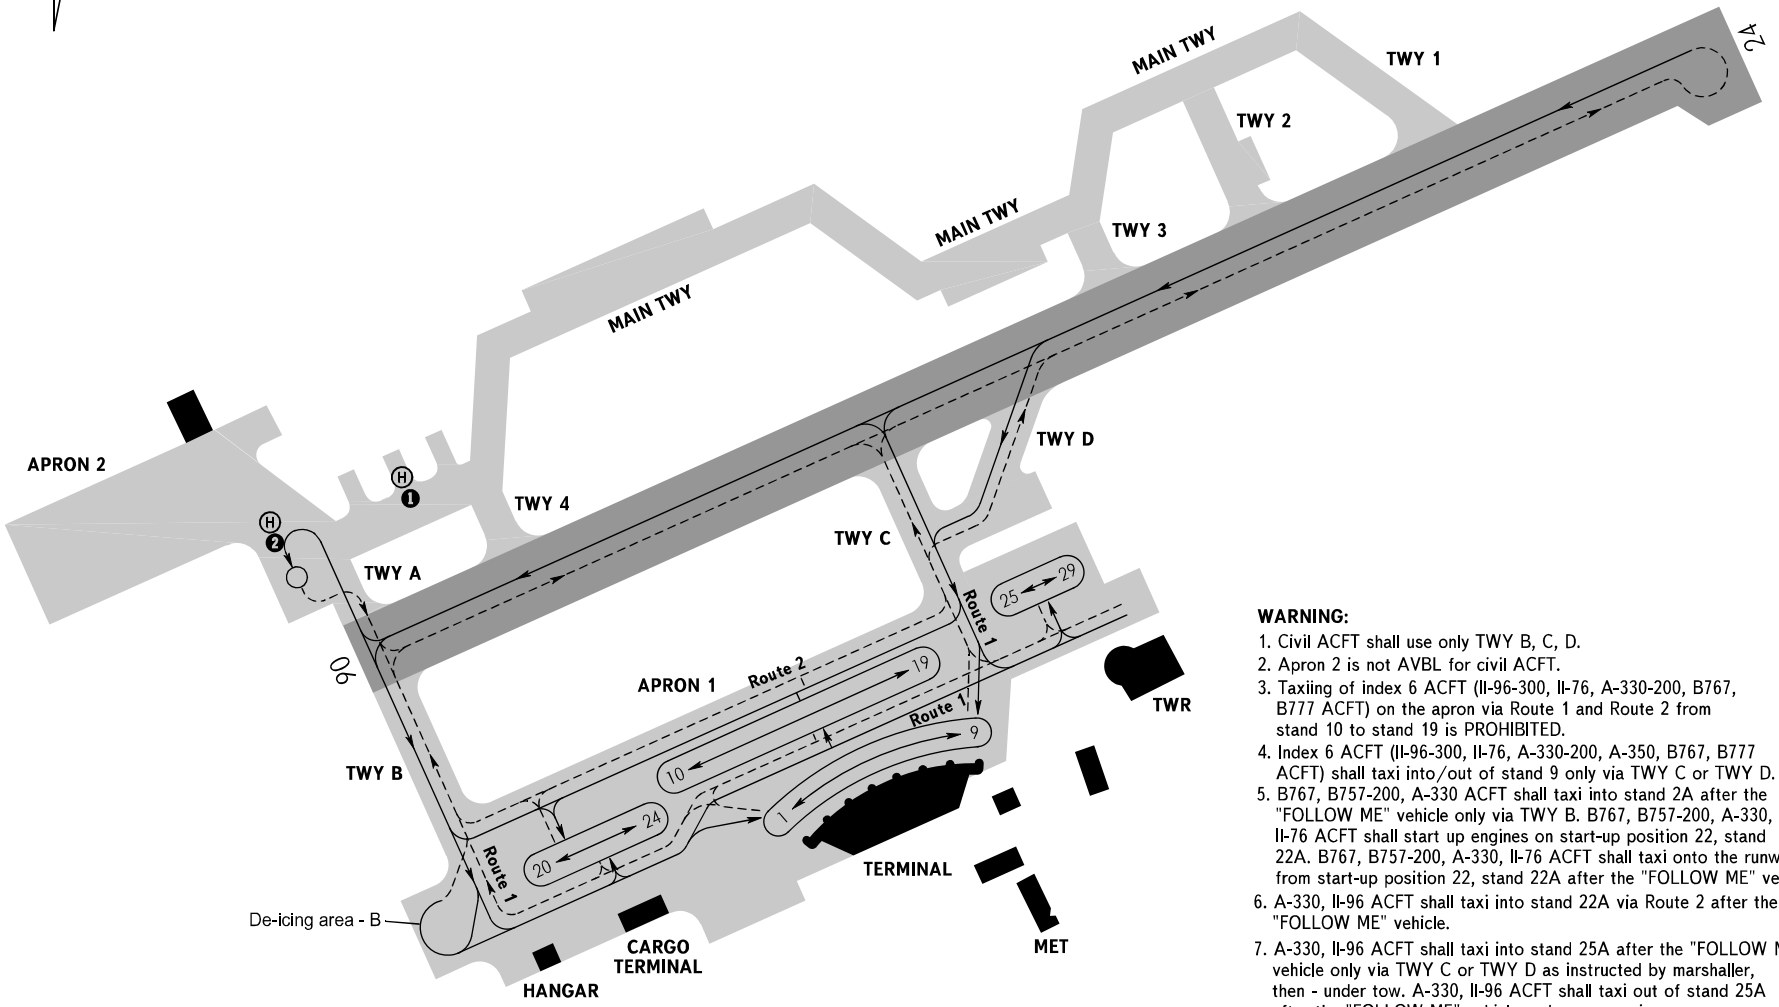 24
MAIN TWY
TWY 1
TWY 2
MAIN TWY
TWY 3
MAIN TWY
APRON 2
H
1
TWY D
TWY 4
H
2
TWY C
TWY A
29
25
Route 1
06
Route 2
19
APRON 1
Route 1
TWR
9
10
TWY B
24
1
20
Route 1
TERMINAL
De-icing area - B
CARGO
TERMINAL
MET
HANGAR
WARNING:
1. Civil ACFT shall use only TWY B, C, D.
2. Apron 2 is not AVBL for civil ACFT.
3. Taxiing of index 6 ACFT (Il-96-300, Il-76, A-330-200, B767,
B777 ACFT) on the apron via Route 1 and Route 2 from
stand 10 to stand 19 is PROHIBITED.
4. Index 6 ACFT (Il-96-300, Il-76, A-330-200, A-350, B767, B777
ACFT) shall taxi into/out of stand 9 only via TWY C or TWY D.
5. B767, B757-200, A-330 ACFT shall taxi into stand 2A after the
"FOLLOW ME" vehicle only via TWY B. B767, B757-200, A-330,
Il-76 ACFT shall start up engines on start-up position 22, stand
22A. B767, B757-200, A-330, Il-76 ACFT shall taxi onto the runw
from start-up position 22, stand 22A after the "FOLLOW ME" ve
6. A-330, Il-96 ACFT shall taxi into stand 22A via Route 2 after the
"FOLLOW ME" vehicle.
7. A-330, Il-96 ACFT shall taxi into stand 25A after the "FOLLOW M
vehicle only via TWY C or TWY D as instructed by marshaller,
then - under tow. A-330, Il-96 ACFT shall taxi out of stand 25A